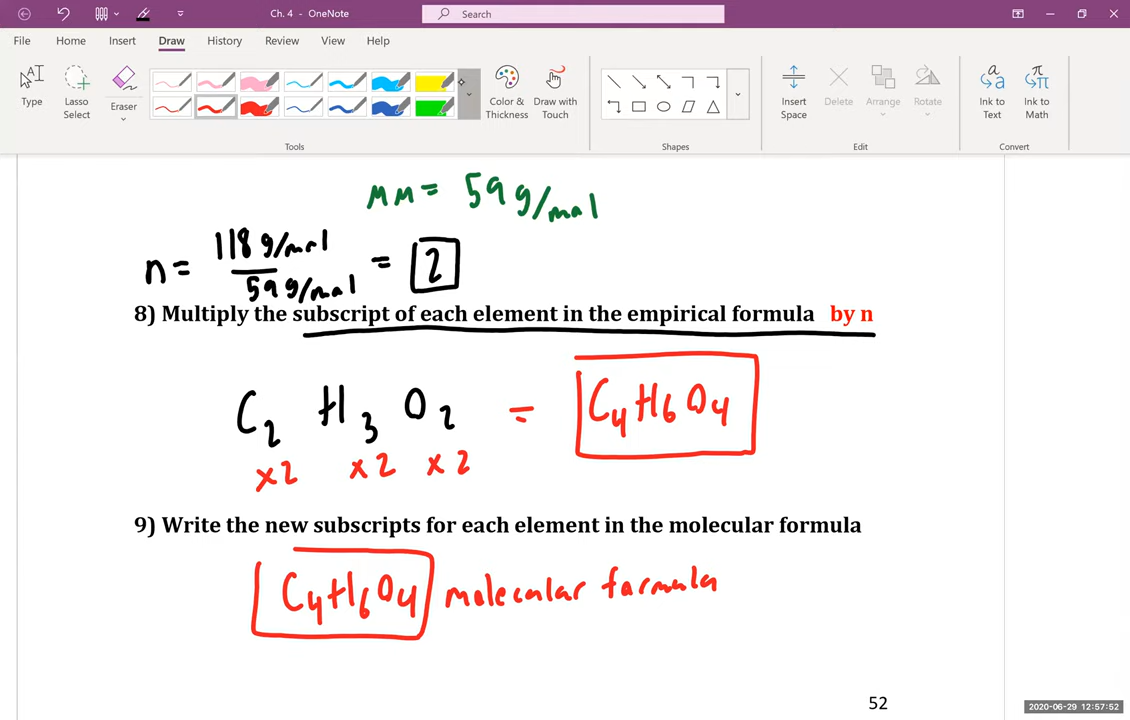 Ch. 4 - OneNote
Search
File Home Insert Draw History Review View Help
Type
Lasso Select
Eraser
Color & Thickness
Draw with Touch
Insert Space
Delete
Arrange
Rotate
Ink to Text
Ink to Math
Tools
Shapes
Edit
Convert
MM = 59 g/mol
n = 118 g/mol / 59 g/mol = 2
8) Multiply the subscript of each element in the empirical formula by n
C₂ H₃ O₂ = C₄H₆O₄
×2 ×2 ×2
9) Write the new subscripts for each element in the molecular formula
C₄H₆O₄ molecular formula
52
2020-06-29 12:57:52